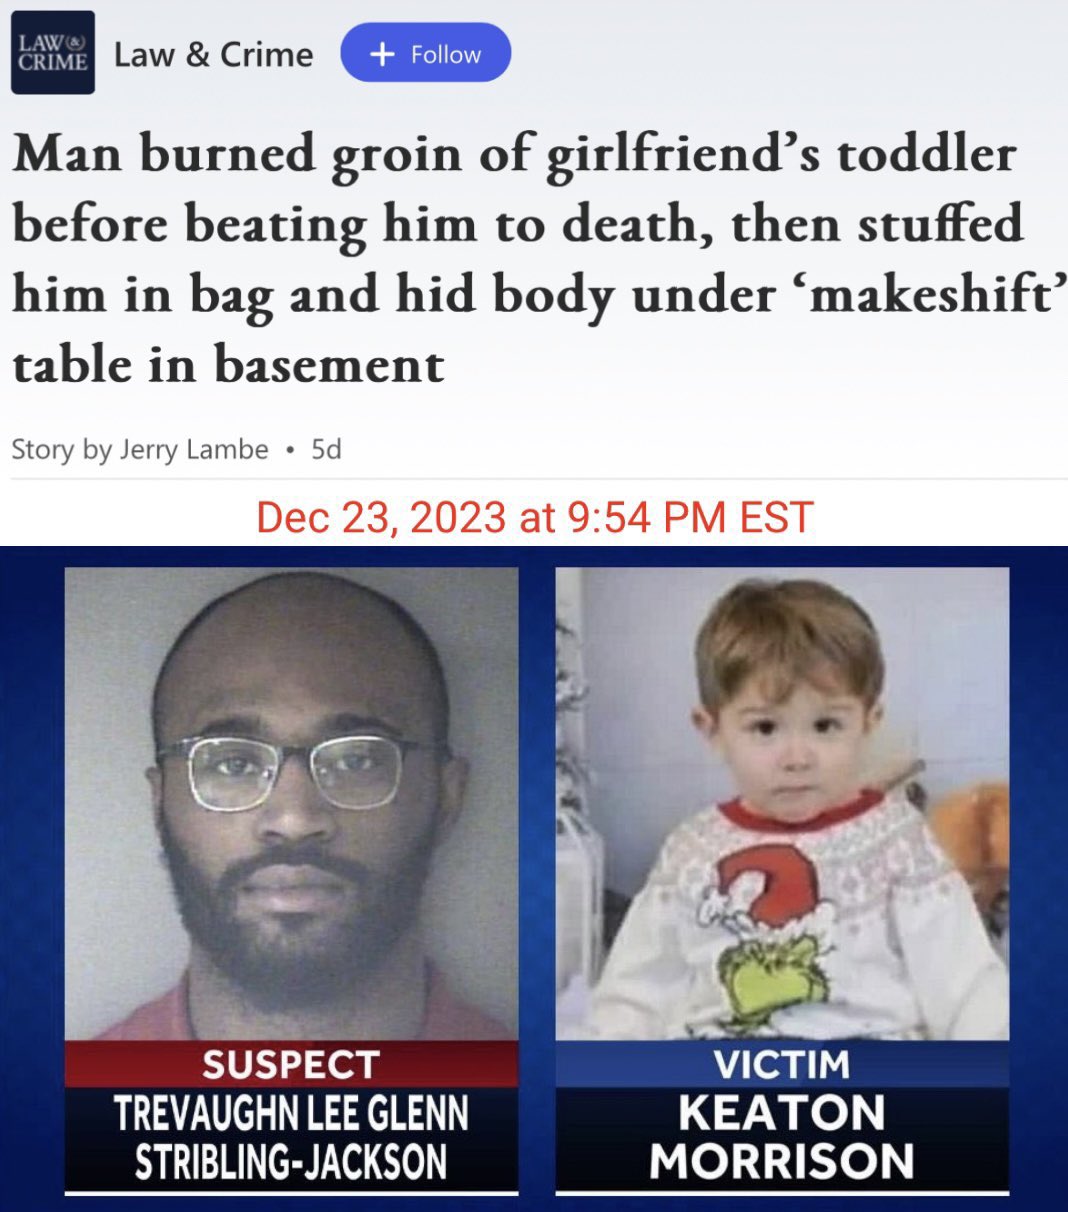 LAW &
CRIME
Law & Crime
+ Follow
Man burned groin of girlfriend’s toddler
before beating him to death, then stuffed
him in bag and hid body under ‘makeshift’
table in basement
Story by Jerry Lambe • 5d
Dec 23, 2023 at 9:54 PM EST
SUSPECT
TREVAUGHN LEE GLENN
STRIBLING-JACKSON
VICTIM
KEATON
MORRISON